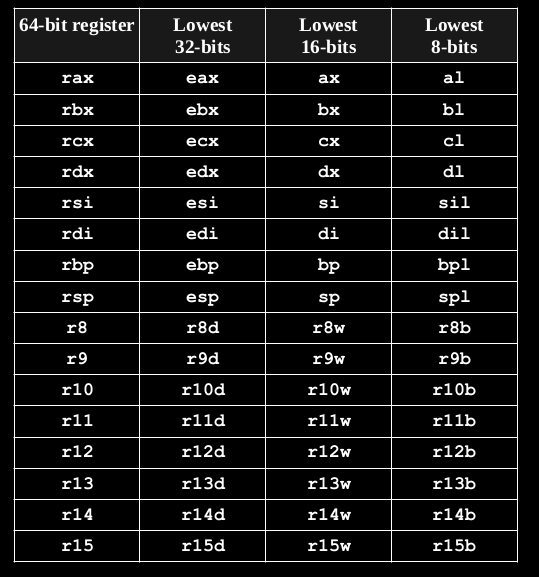 64-bit register Lowest 32-bits Lowest 16-bits Lowest 8-bits
rax eax ax al
rbx ebx bx bl
rcx ecx cx cl
rdx edx dx dl
rsi esi si sil
rdi edi di dil
rbp ebp bp bpl
rsp esp sp spl
r8 r8d r8w r8b
r9 r9d r9w r9b
r10 r10d r10w r10b
r11 r11d r11w r11b
r12 r12d r12w r12b
r13 r13d r13w r13b
r14 r14d r14w r14b
r15 r15d r15w r15b